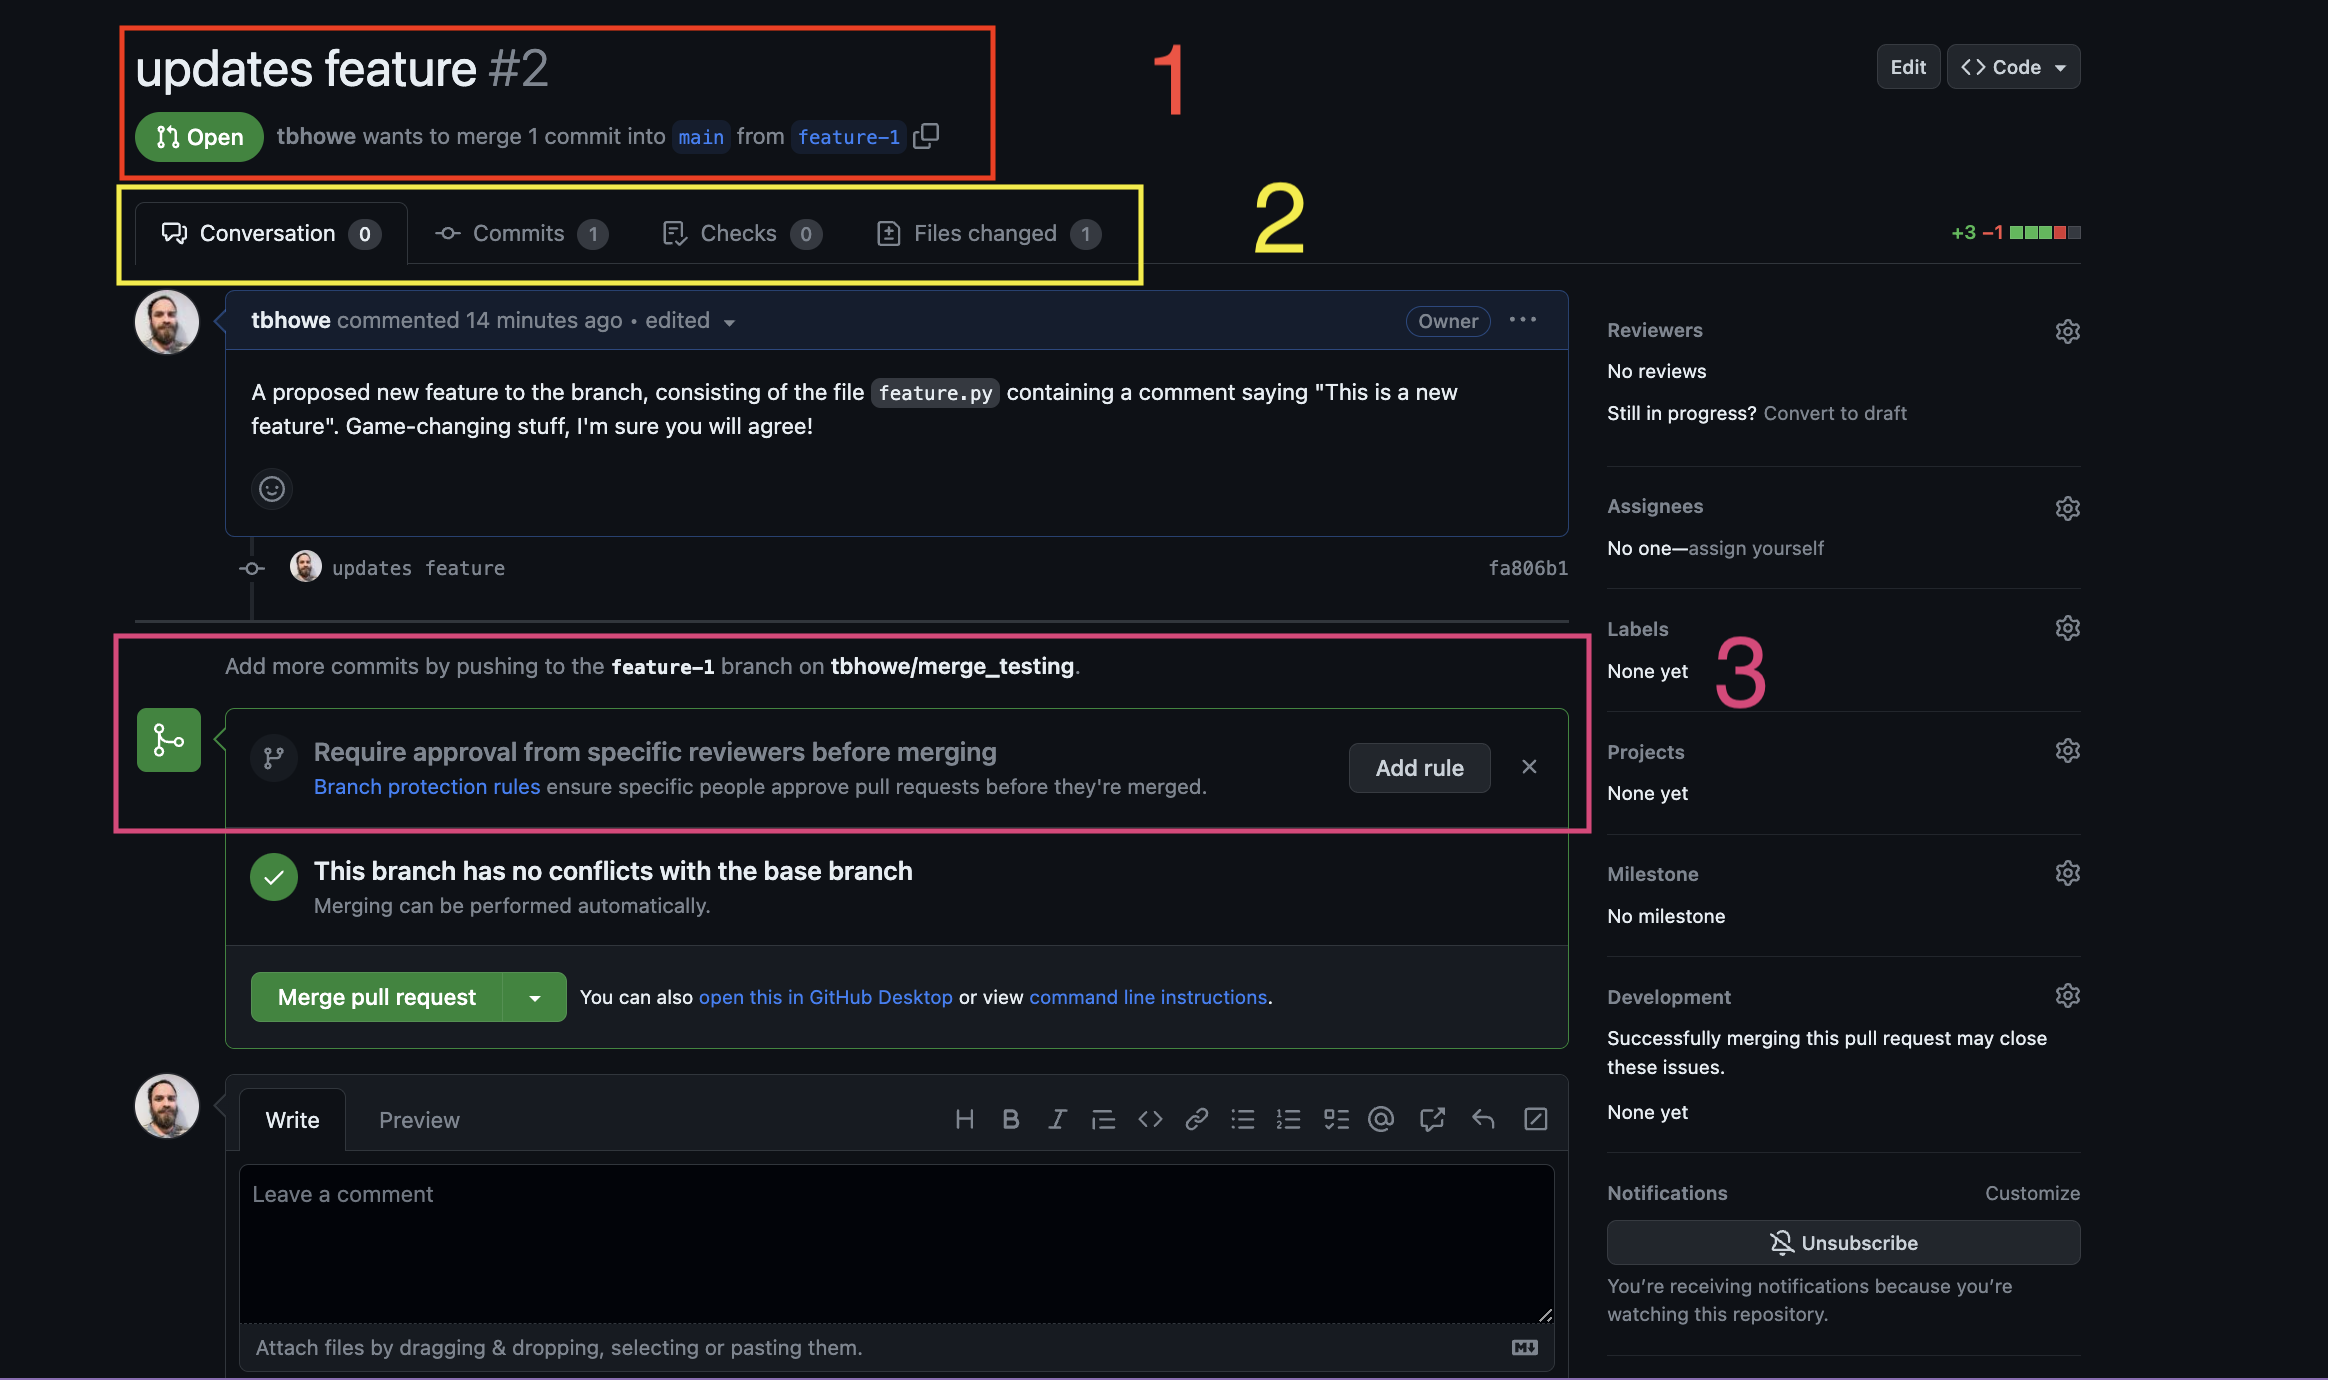 updates feature #2
1
Edit
Code
Open
tbhowe wants to merge 1 commit into main from feature-1
2
Conversation 0
Commits 1
Checks 0
Files changed 1
+3 −1
tbhowe commented 14 minutes ago • edited
Owner
A proposed new feature to the branch, consisting of the file feature.py containing a comment saying "This is a new
feature". Game-changing stuff, I'm sure you will agree!
updates feature
fa806b1
Add more commits by pushing to the feature-1 branch on tbhowe/merge_testing.
Require approval from specific reviewers before merging
Branch protection rules ensure specific people approve pull requests before they're merged.
Add rule
This branch has no conflicts with the base branch
Merging can be performed automatically.
Merge pull request
You can also open this in GitHub Desktop or view command line instructions.
Write
Preview
Leave a comment
Attach files by dragging & dropping, selecting or pasting them.
Reviewers
No reviews
Still in progress? Convert to draft
Assignees
No one—assign yourself
Labels
None yet
3
Projects
None yet
Milestone
No milestone
Development
Successfully merging this pull request may close
these issues.
None yet
Notifications
Customize
Unsubscribe
You’re receiving notifications because you’re
watching this repository.